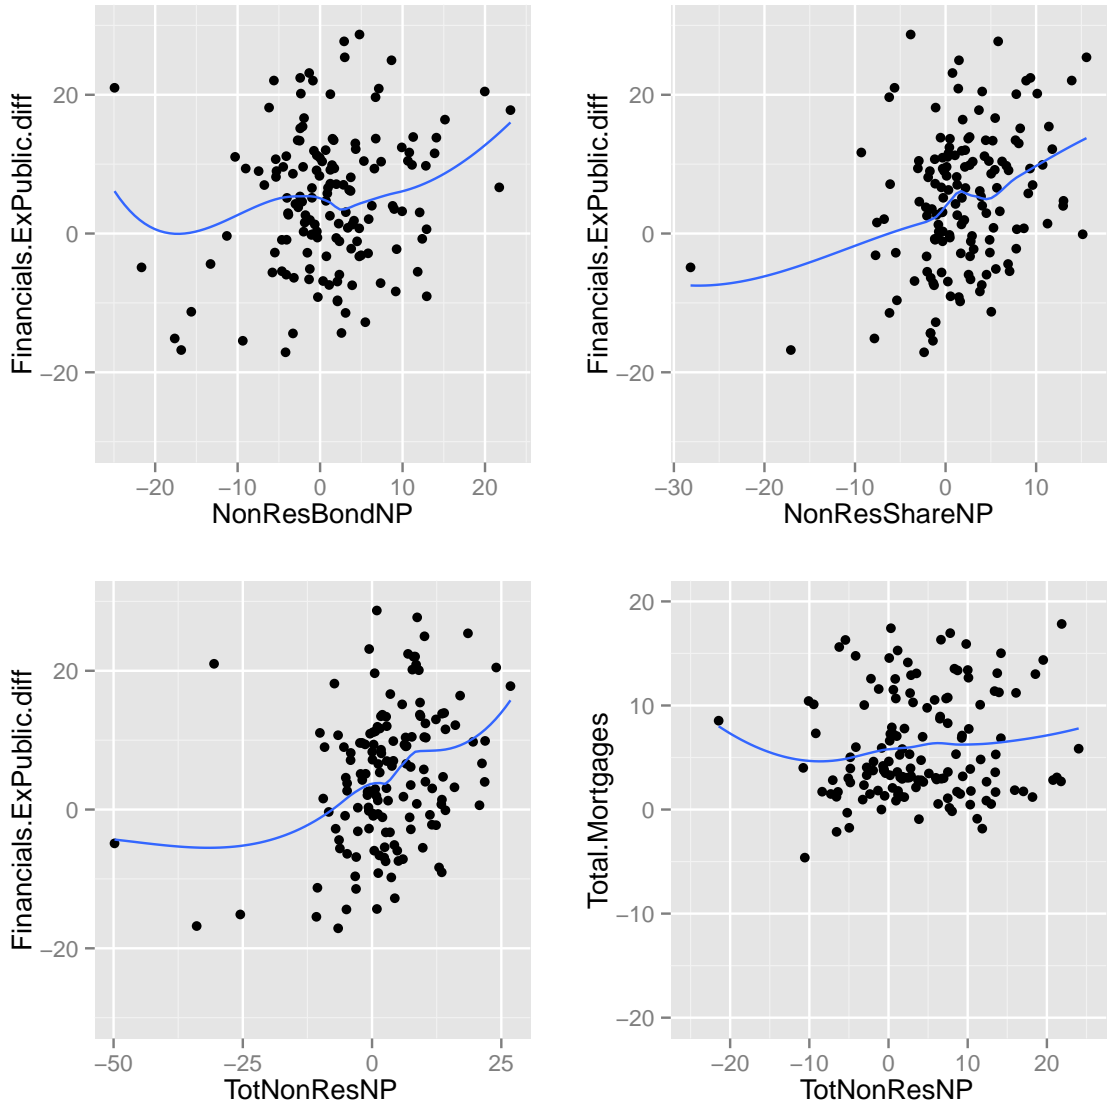 Financials.ExPublic.diff
20
0
−20
−20 −10 0 10 20
NonResBondNP
Financials.ExPublic.diff
20
0
−20
−30 −20 −10 0 10
NonResShareNP
Financials.ExPublic.diff
20
0
−20
−50 −25 0 25
TotNonResNP
Total.Mortgages
20
10
0
−10
−20
−20 −10 0 10 20
TotNonResNP